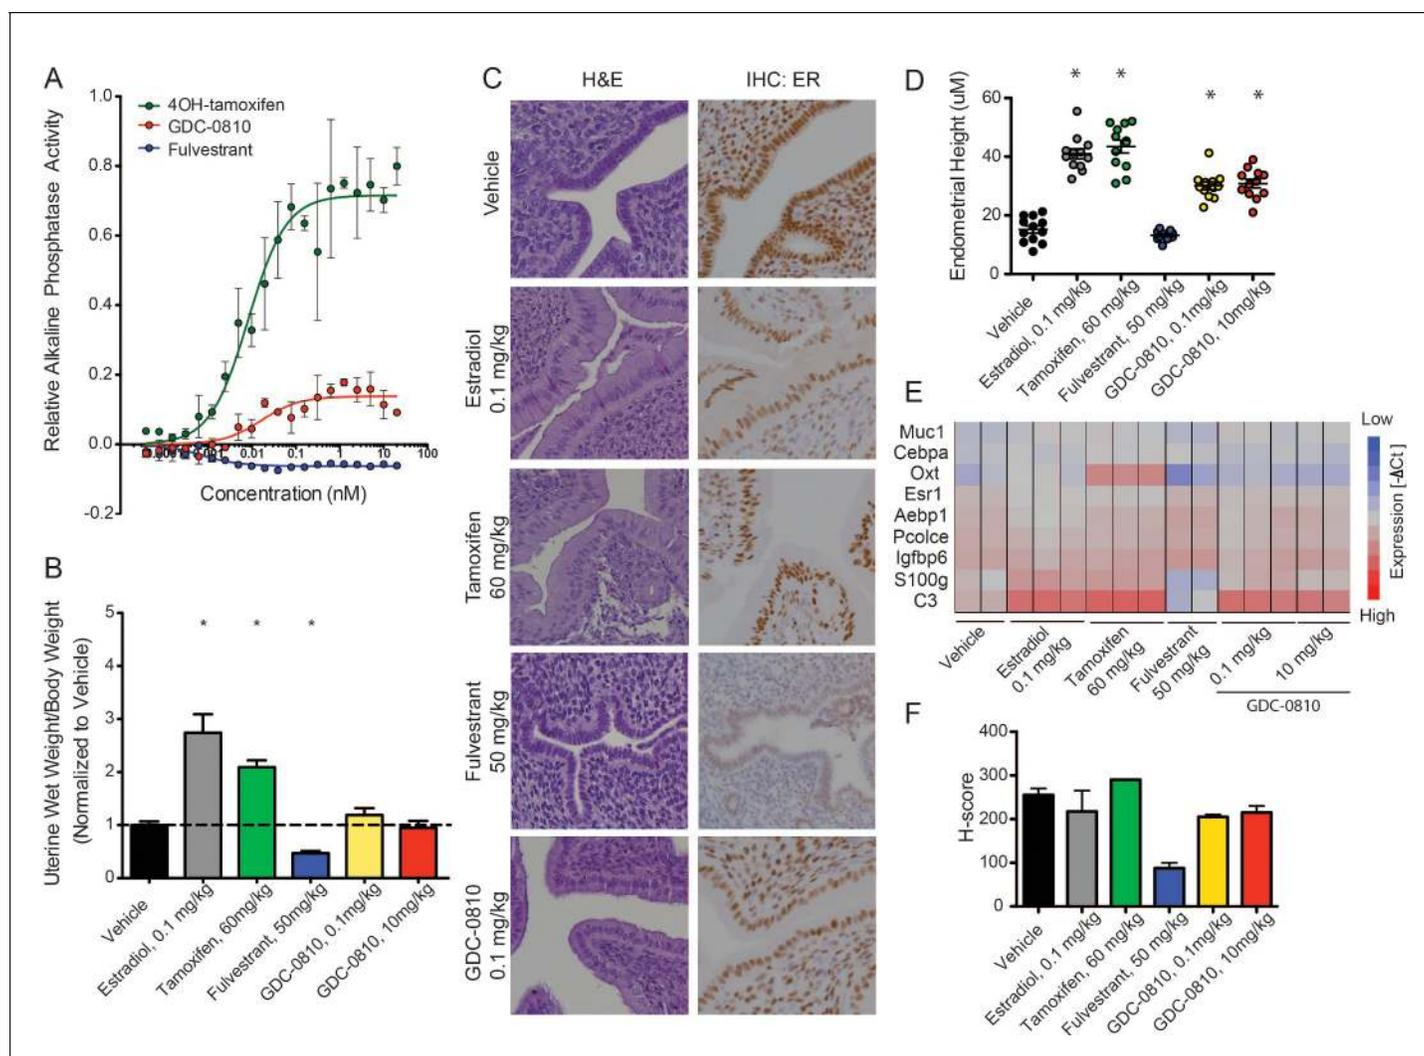 A
4OH-tamoxifen
GDC-0810
Fulvestrant
Relative Alkaline Phosphatase Activity
1.0
0.8
0.6
0.4
0.2
0.0
-0.2
0.01
0.1
1
10
100
Concentration (nM)
B
Uterine Wet Weight/Body Weight
(Normalized to Vehicle)
5
4
3
2
1
0
* * *
Vehicle
Estradiol, 0.1 mg/kg
Tamoxifen, 60mg/kg
Fulvestrant, 50mg/kg
GDC-0810, 0.1mg/kg
GDC-0810, 10mg/kg
C
H&E
IHC: ER
Vehicle
Estradiol
0.1 mg/kg
Tamoxifen
60 mg/kg
Fulvestrant
50 mg/kg
GDC-0810
0.1 mg/kg
D
Endometrial Height (uM)
60
40
20
0
* * * *
Vehicle
Estradiol, 0.1 mg/kg
Tamoxifen, 60 mg/kg
Fulvestrant, 50 mg/kg
GDC-0810, 0.1mg/kg
GDC-0810, 10mg/kg
E
Muc1
Cebpa
Oxt
Esr1
Aebp1
Pcolce
Igfbp6
S100g
C3
Low
Expression [-ΔCt]
High
Vehicle
Estradiol
0.1 mg/kg
Tamoxifen
60 mg/kg
Fulvestrant
50 mg/kg
0.1 mg/kg
10 mg/kg
GDC-0810
F
H-score
400
300
200
100
0
Vehicle
Estradiol, 0.1 mg/kg
Tamoxifen, 60 mg/kg
Fulvestrant, 50 mg/kg
GDC-0810, 0.1mg/kg
GDC-0810, 10mg/kg